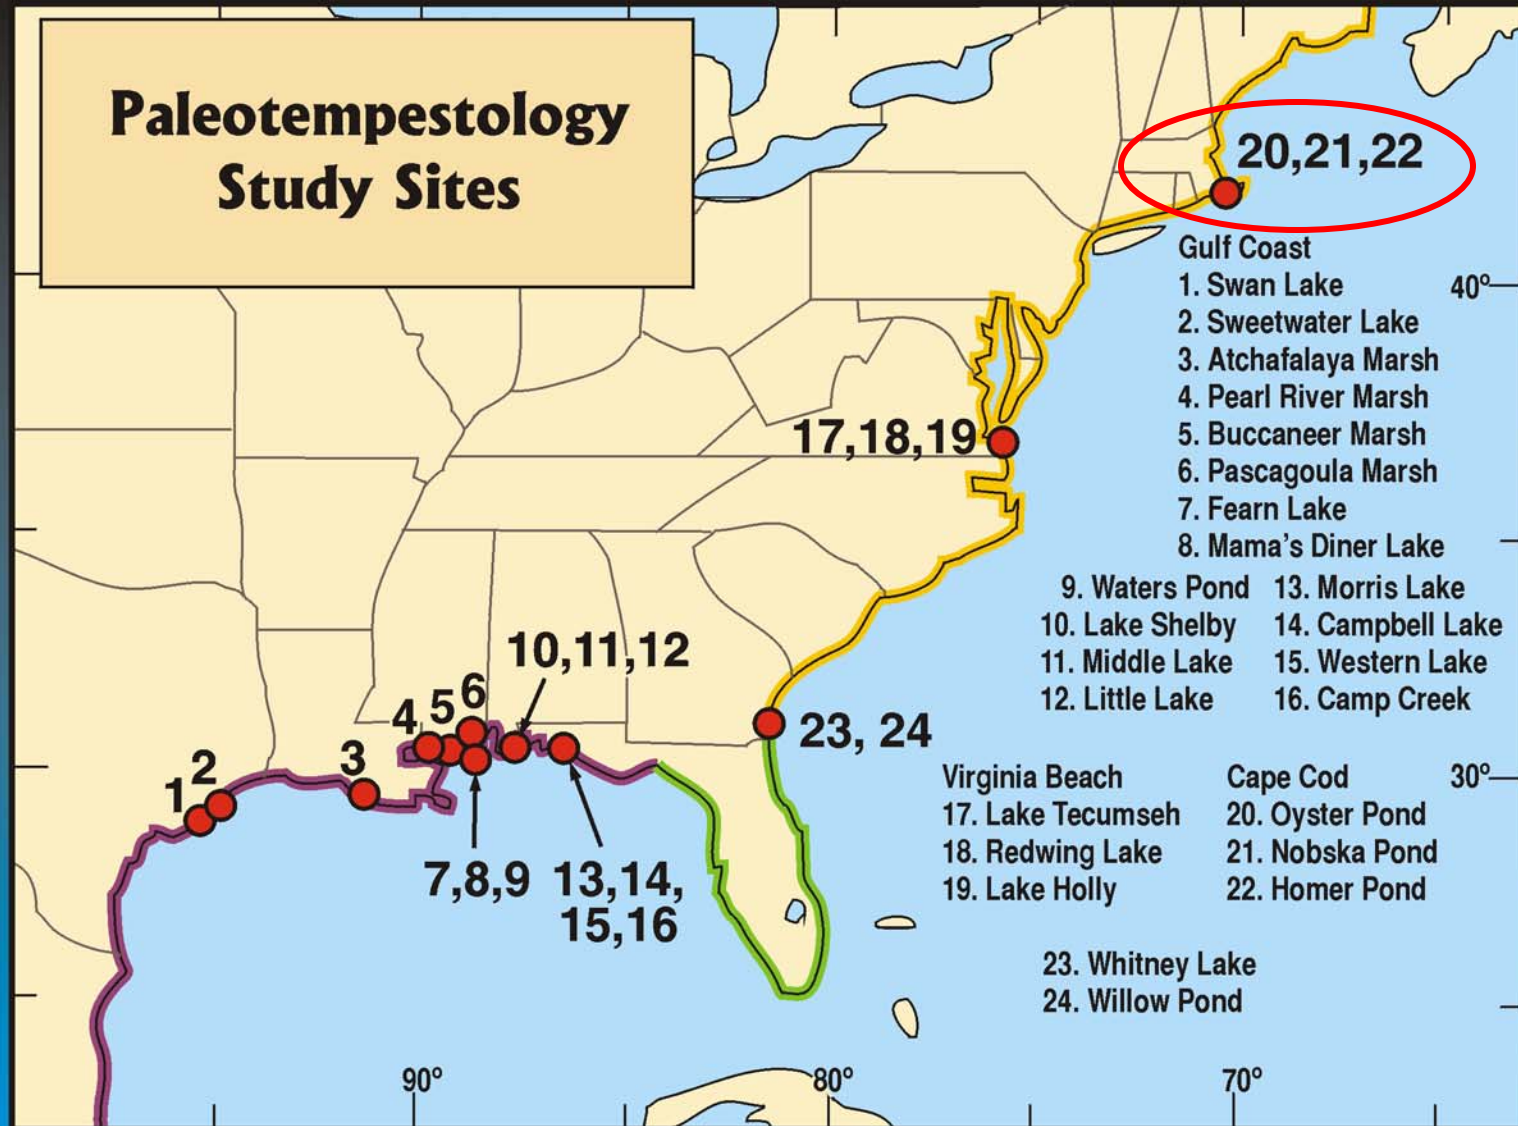 Paleotempestology
Study Sites
20,21,22
Gulf Coast
1. Swan Lake
40º
2. Sweetwater Lake
3. Atchafalaya Marsh
4. Pearl River Marsh
5. Buccaneer Marsh
6. Pascagoula Marsh
7. Fearn Lake
8. Mama's Diner Lake
9. Waters Pond
10. Lake Shelby
11. Middle Lake
12. Little Lake
13. Morris Lake
14. Campbell Lake
15. Western Lake
16. Camp Creek
17,18,19
10,11,12
4
5
6
3
2
1
23, 24
7,8,9
13,14,
15,16
Virginia Beach
17. Lake Tecumseh
18. Redwing Lake
19. Lake Holly
Cape Cod
20. Oyster Pond
21. Nobska Pond
22. Homer Pond
30º
23. Whitney Lake
24. Willow Pond
90º
80º
70º